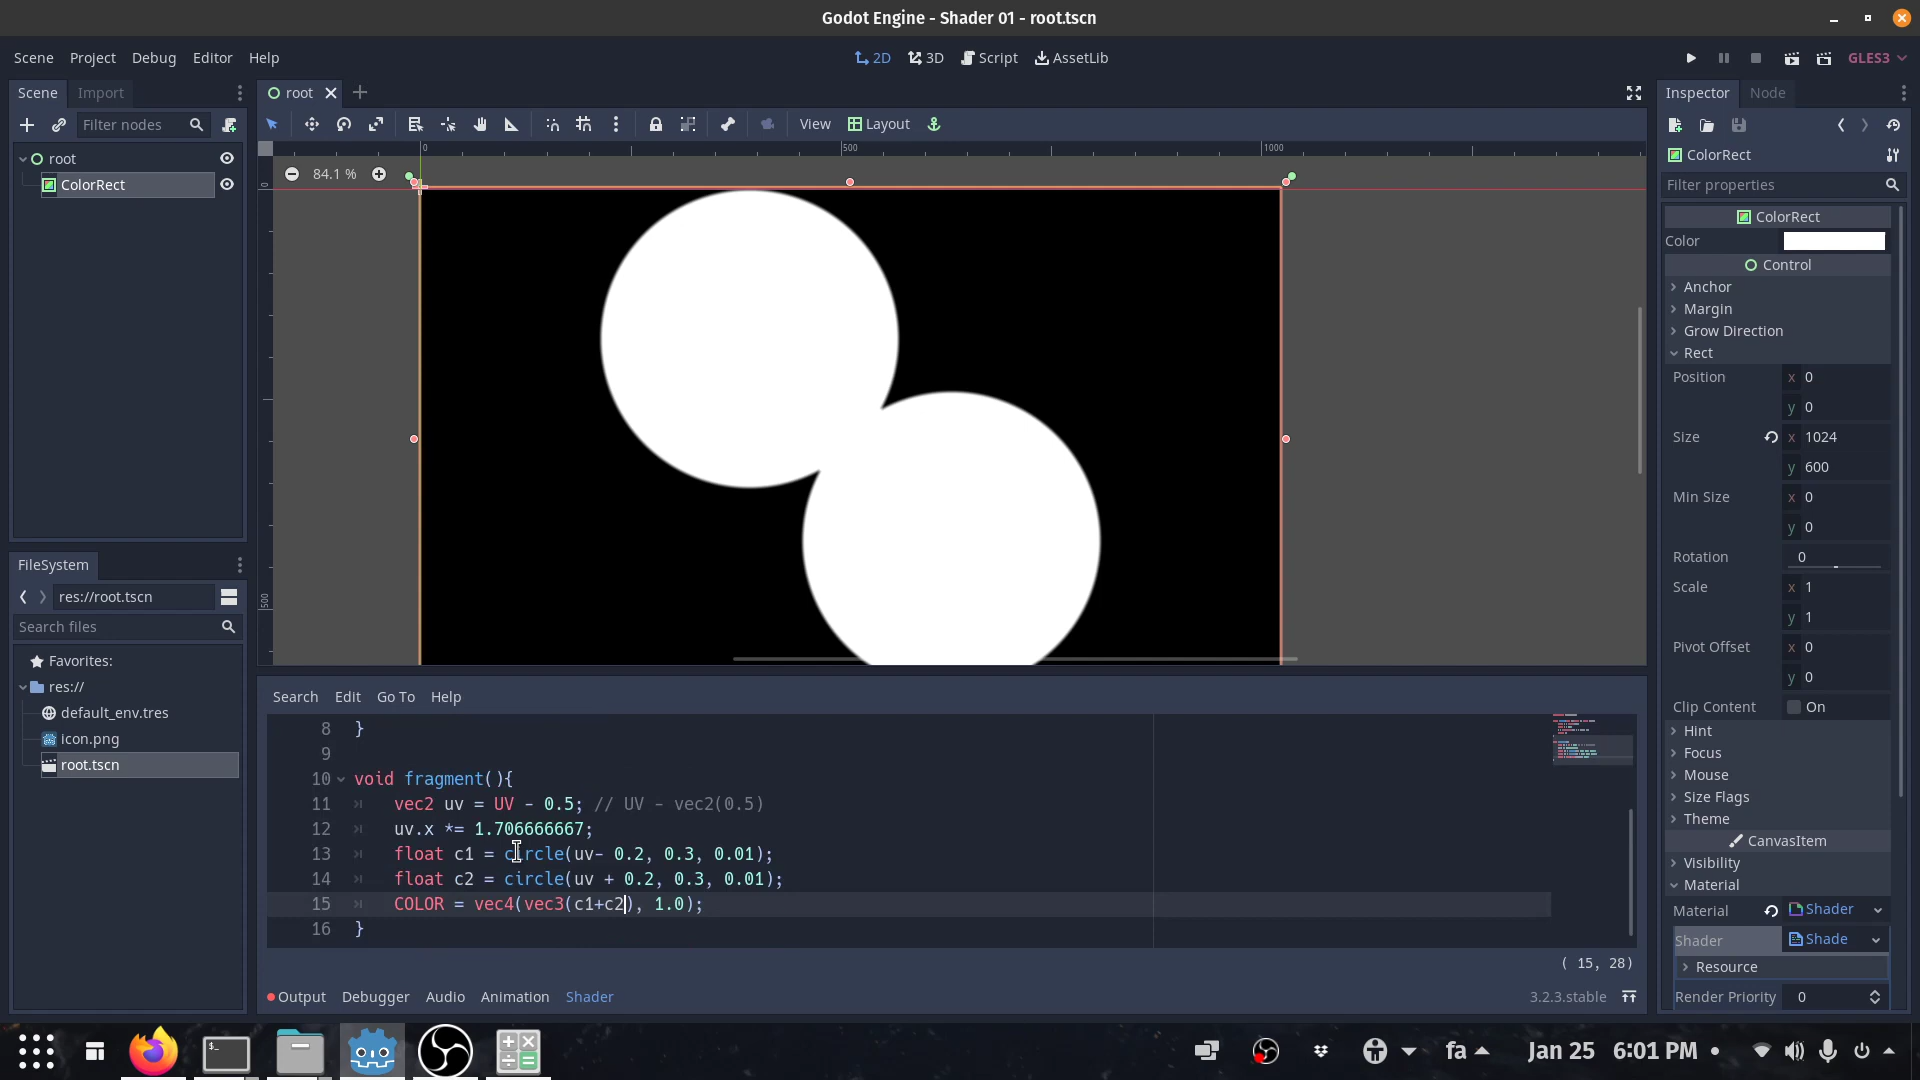 Godot Engine - Shader 01 - root.tscn
Scene Project Debug Editor Help
2D 3D Script AssetLib
GLES3
Scene Import
Filter nodes
root
ColorRect
root
View Layout
0 500 1000
84.1 %
0
500
FileSystem
res://root.tscn
Search files
Favorites:
res://
default_env.tres
icon.png
root.tscn
Search Edit Go To Help
8 }
9
10 void fragment(){
11 vec2 uv = UV - 0.5; // UV - vec2(0.5)
12 uv.x *= 1.706666667;
13 float c1 = circle(uv- 0.2, 0.3, 0.01);
14 float c2 = circle(uv + 0.2, 0.3, 0.01);
15 COLOR = vec4(vec3(c1+c2), 1.0);
16 }
( 15, 28)
Output Debugger Audio Animation Shader
3.2.3.stable
Inspector Node
ColorRect
Filter properties
ColorRect
Color
Control
Anchor
Margin
Grow Direction
Rect
Position x 0
y 0
Size x 1024
y 600
Min Size x 0
y 0
Rotation 0
Scale x 1
y 1
Pivot Offset x 0
y 0
Clip Content On
Hint
Focus
Mouse
Size Flags
Theme
CanvasItem
Visibility
Material
Material Shader
Shader Shade
Resource
Render Priority 0
fa Jan 25 6:01 PM